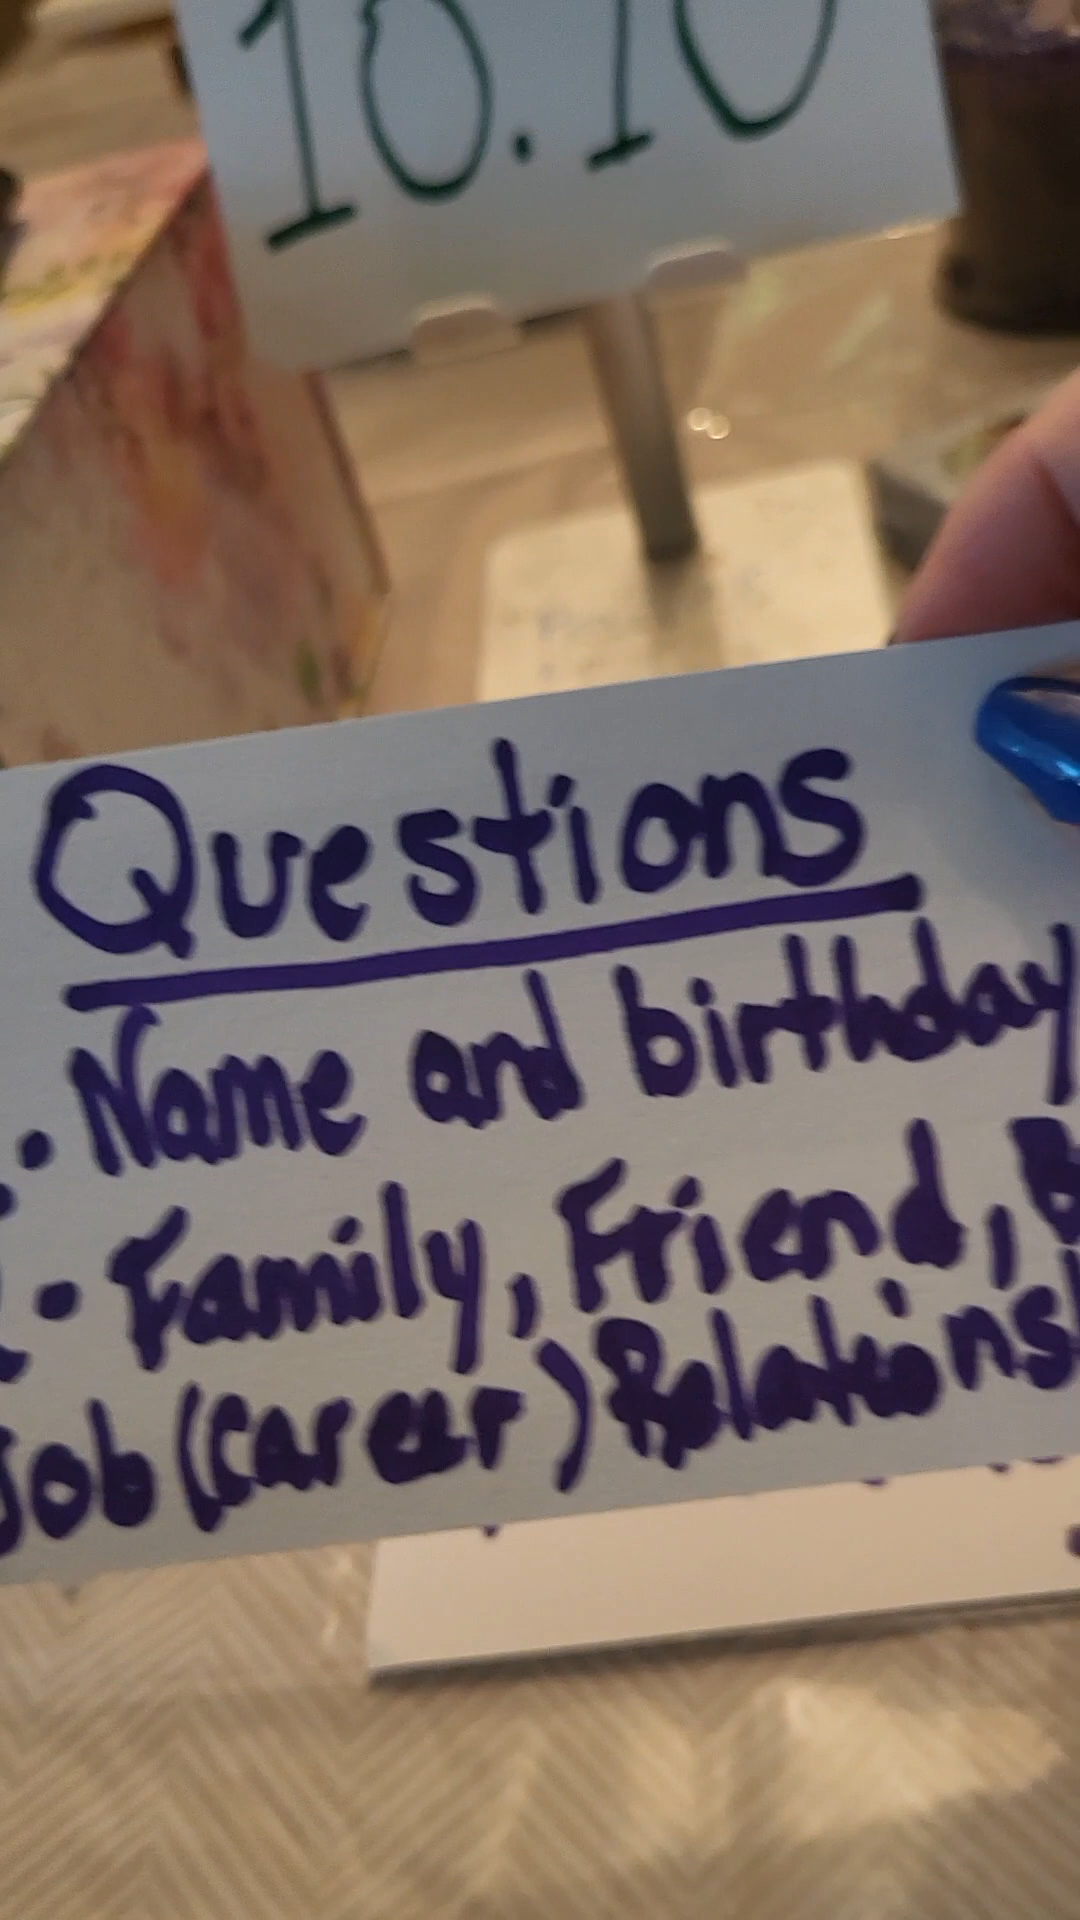 10.10
Questions
. Name and birthday
. Family, Friend,
Job (Career) Relations